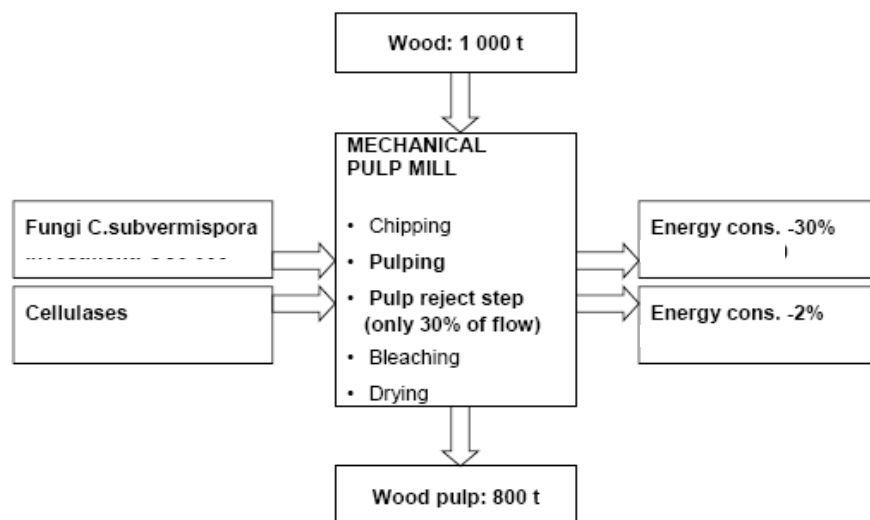 Wood: 1 000 t
MECHANICAL
PULP MILL
Fungi C.subvermispora
Cellulases
• Chipping
• Pulping
• Pulp reject step
(only 30% of flow)
• Bleaching
• Drying
Energy cons. -30%
Energy cons. -2%
Wood pulp: 800 t